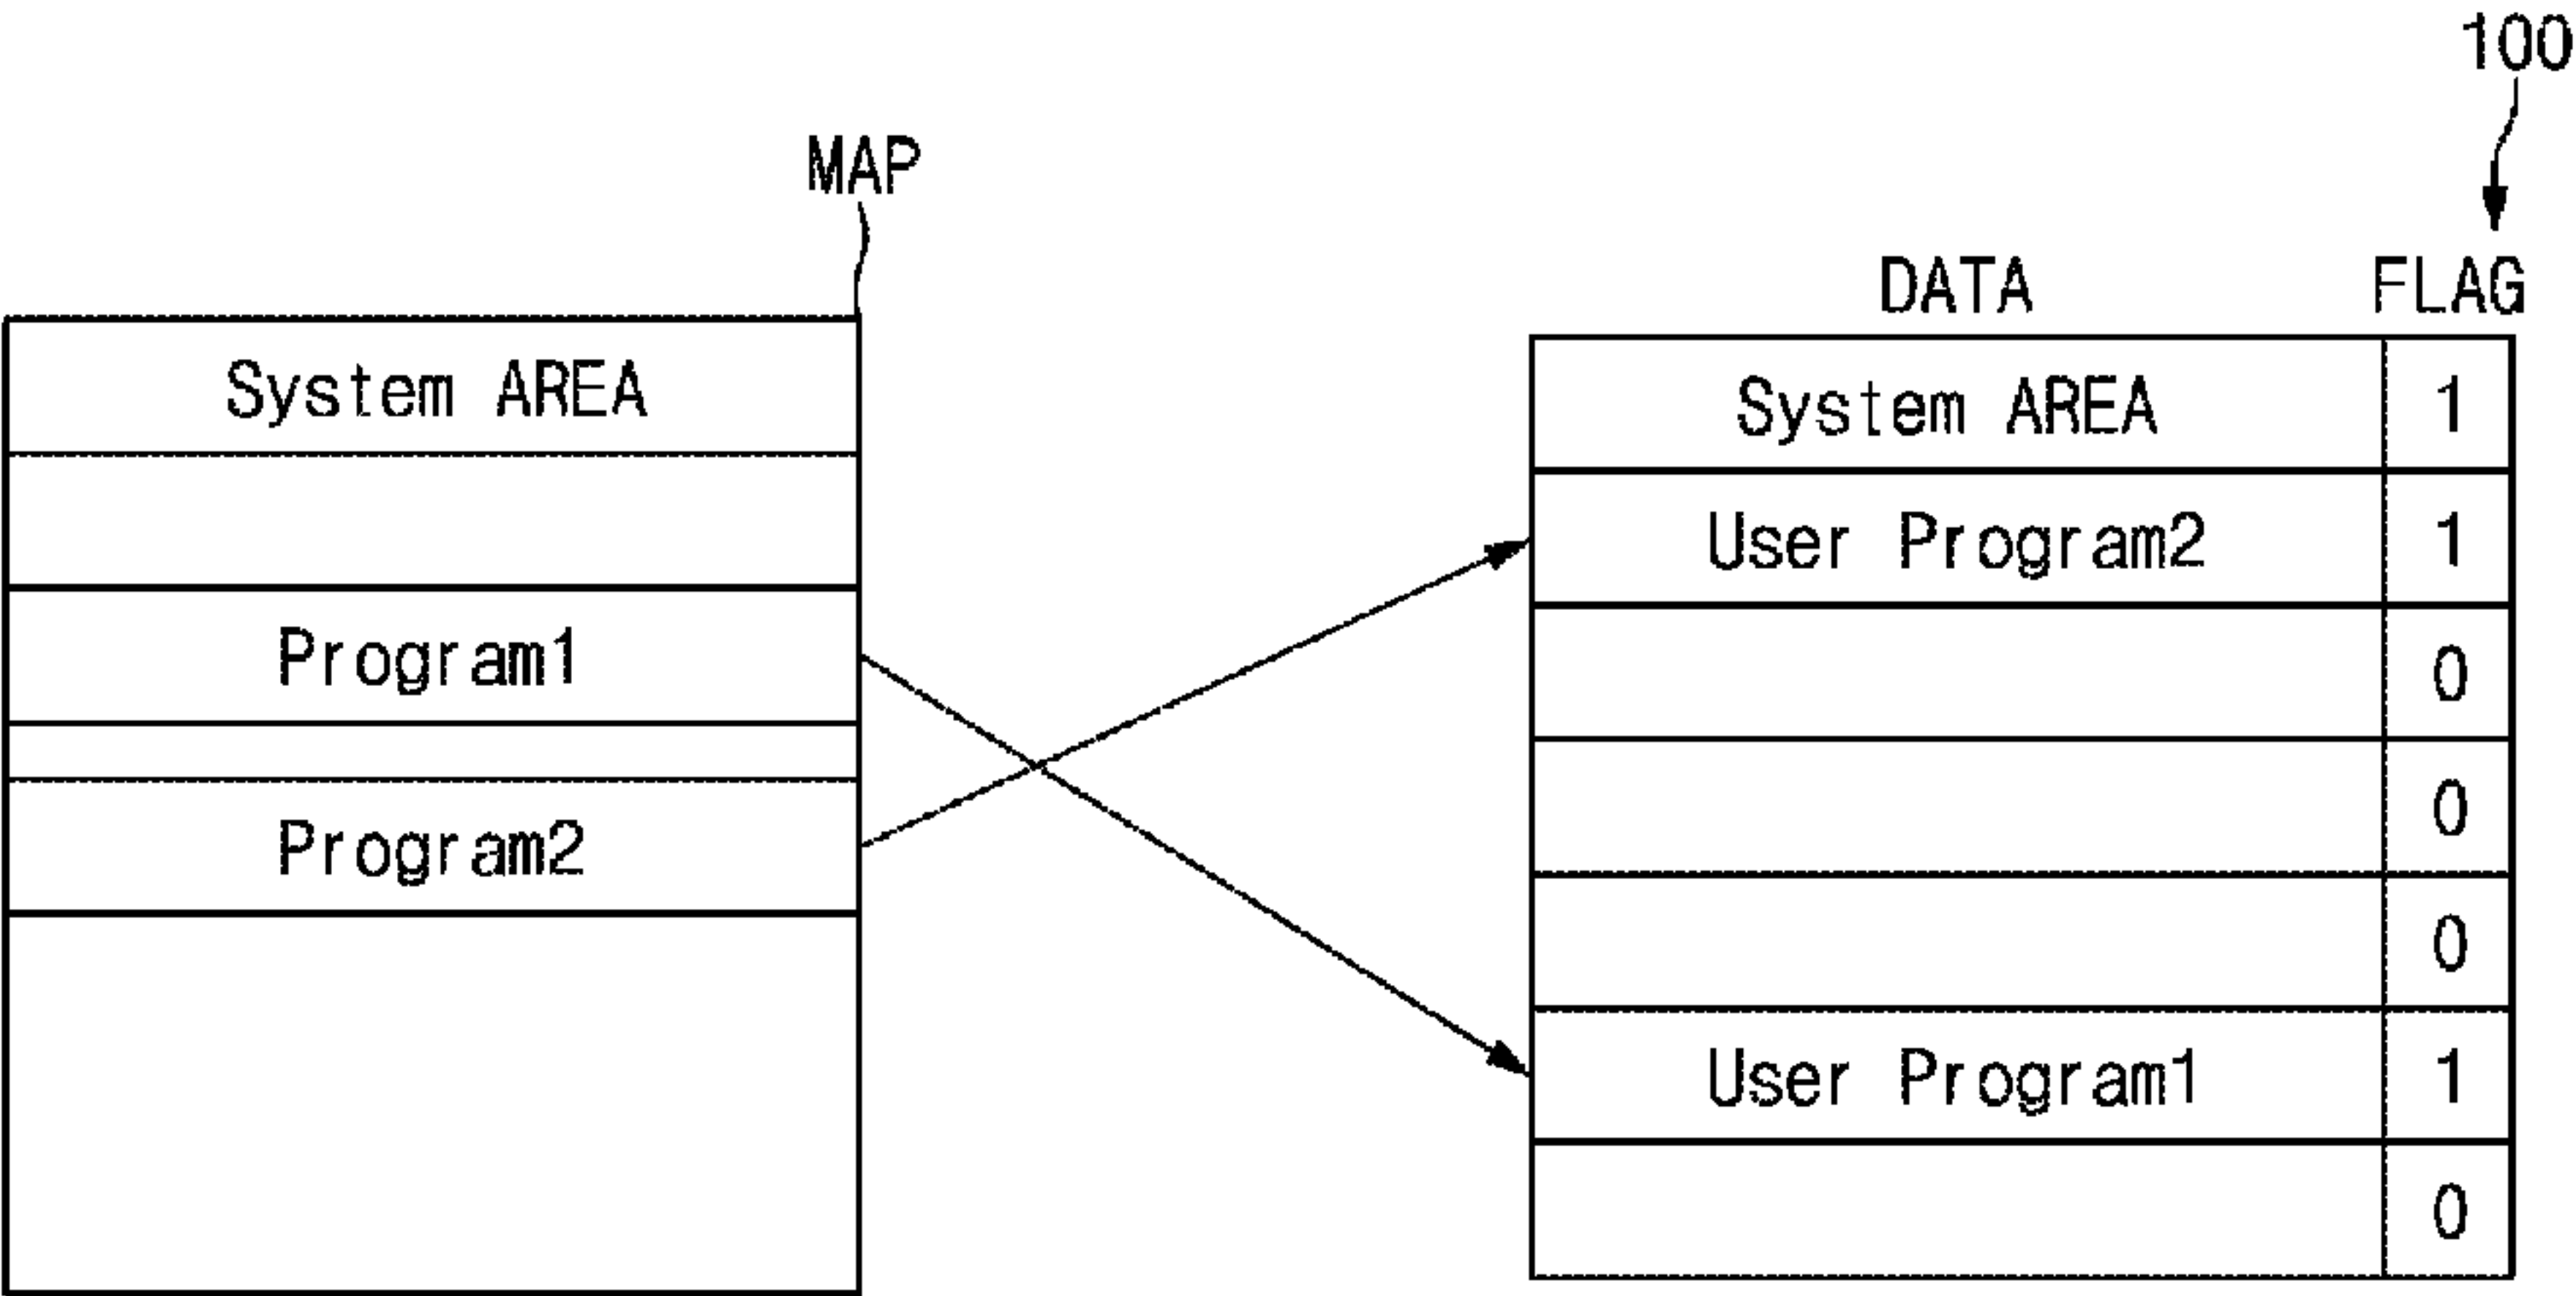 100
MAP
DATA FLAG
System AREA
Program1
Program2
System AREA 1
User Program2 1
0
0
0
User Program1 1
0